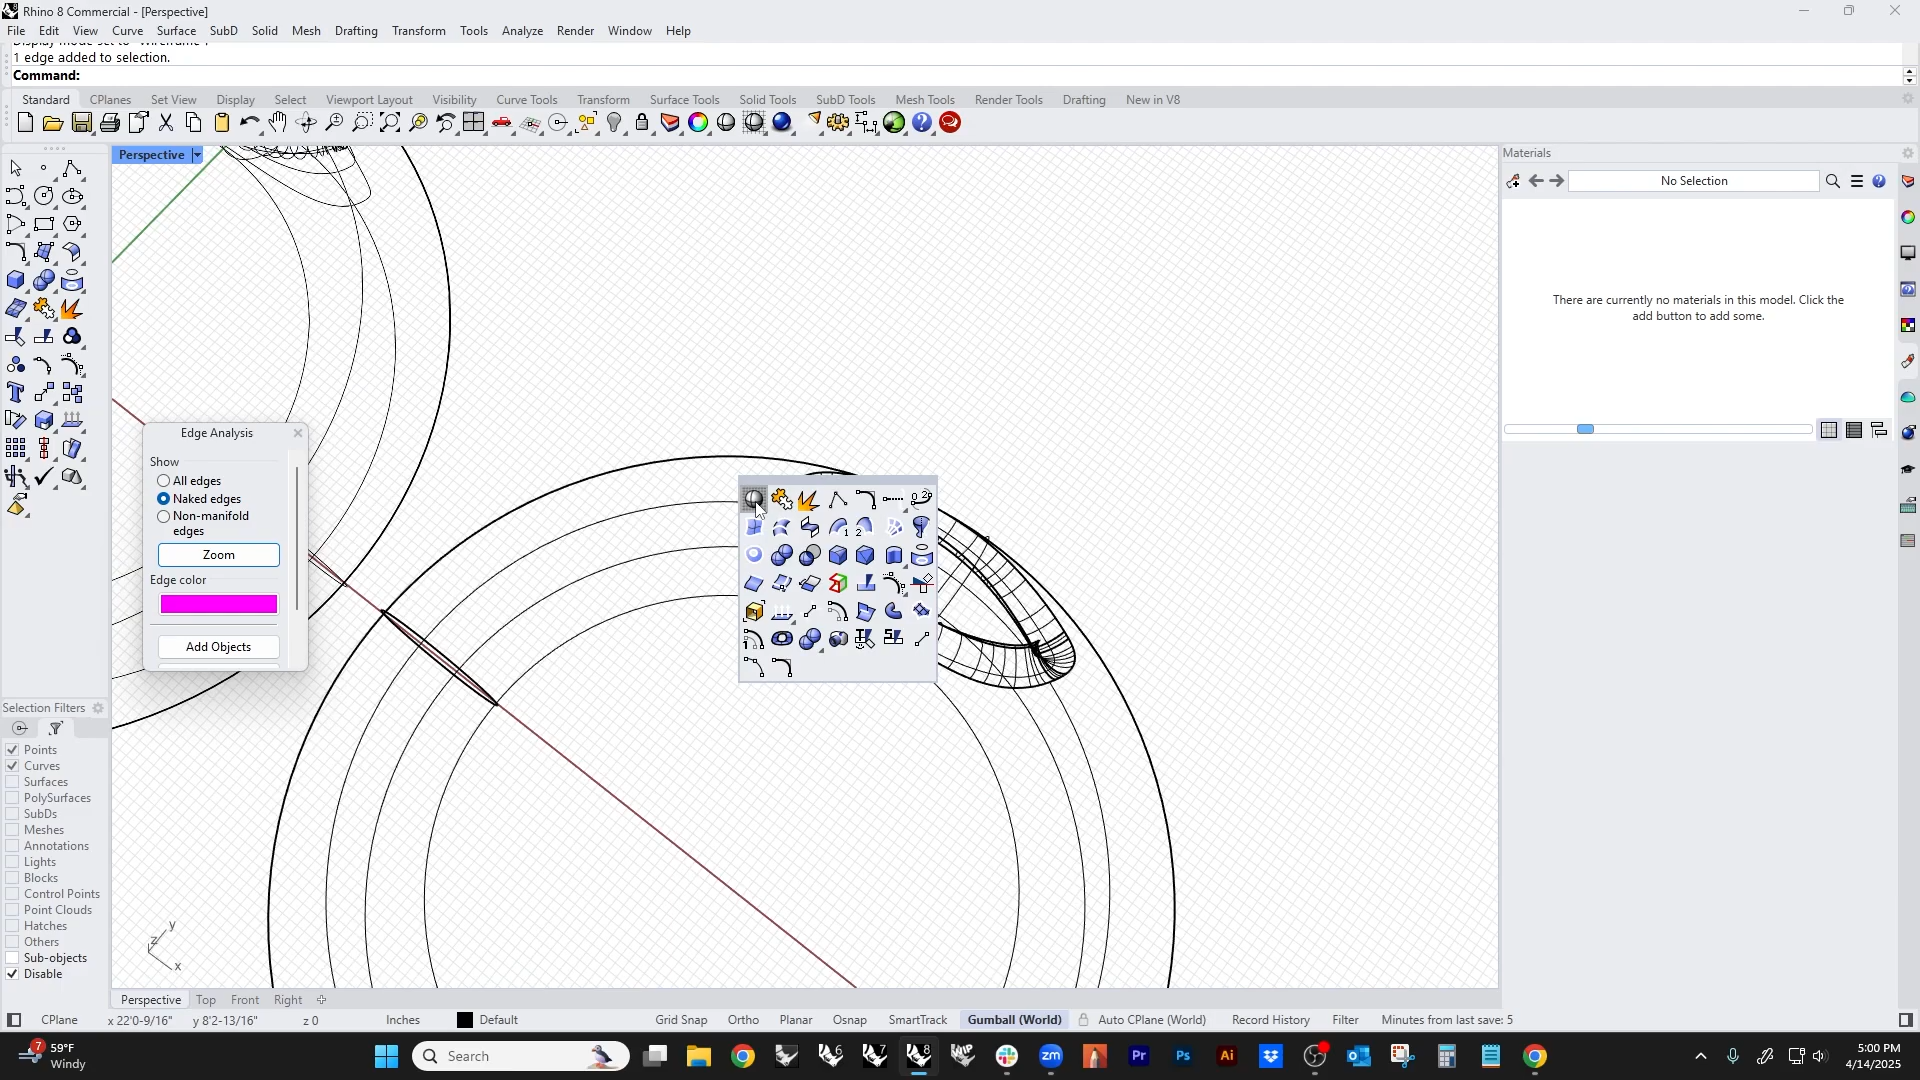 Rhino 8 Commercial - [Perspective]
File Edit View Curve Surface SubD Solid Mesh Drafting Transform Tools Analyze Render Window Help
1 edge added to selection.
Command:
Standard CPlanes Set View Display Select Viewport Layout Visibility Curve Tools Transform Surface Tools Solid Tools SubD Tools Mesh Tools Render Tools Drafting New in V8
Perspective
Materials
No Selection
There are currently no materials in this model. Click the
add button to add some.
Edge Analysis
Show
All edges
Naked edges
Non-manifold
edges
Zoom
Edge color
Add Objects
Selection Filters
Points
Curves
Surfaces
PolySurfaces
SubDs
Meshes
Annotations
Lights
Blocks
Control Points
Point Clouds
Hatches
Others
Sub-objects
Disable
y
z
x
Perspective Top Front Right
CPlane x 22'0-9/16" y 8'2-13/16" z 0 Inches Default Grid Snap Ortho Planar Osnap SmartTrack Gumball (World) Auto CPlane (World) Record History Filter Minutes from last save: 5
7
59°F
Windy
Search
5:00 PM
4/14/2025